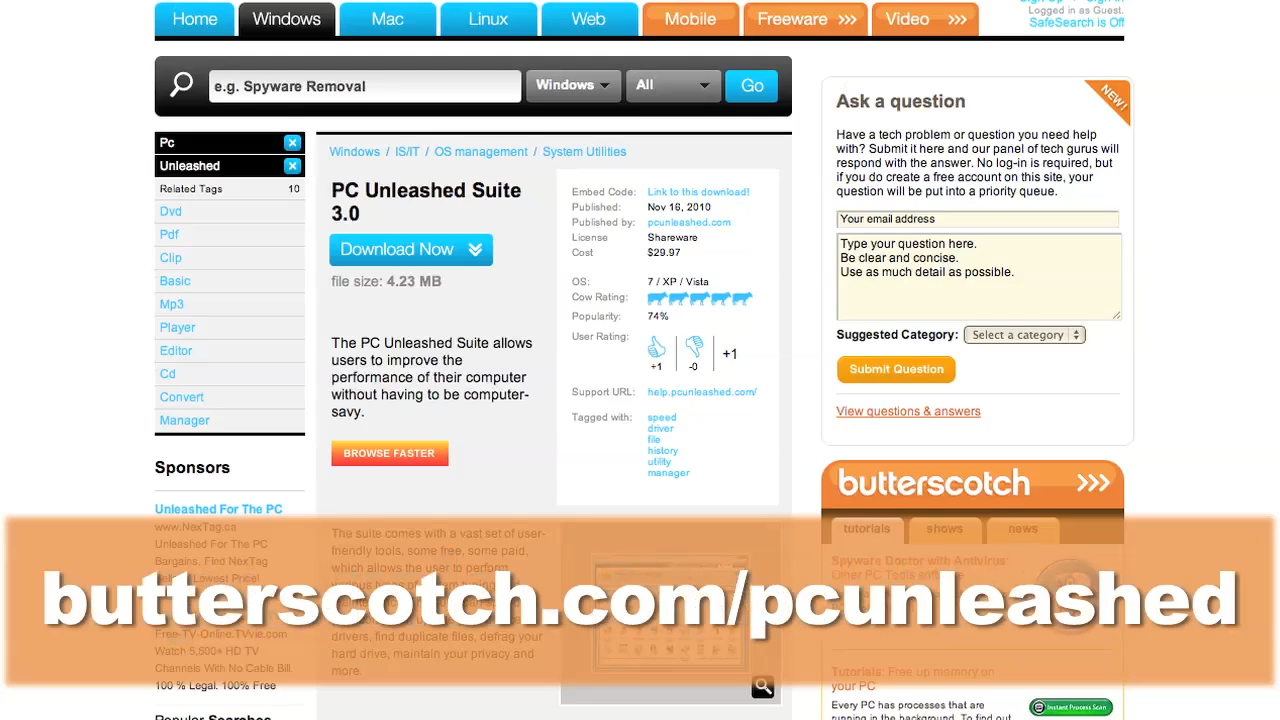 Home
Windows
Mac
Linux
Web
Mobile
Freeware >>>
Video >>>
Logged in as Guest.
SafeSearch is Off
e.g. Spyware Removal
Windows
All
Go
Pc
Unleashed
Related Tags 10
Dvd
Pdf
Clip
Basic
Mp3
Player
Editor
Cd
Convert
Manager
Sponsors
Unleashed For The PC
www.NexTag.ca
Unleashed For The PC
Bargains. Find NexTag
Lowest Price!
Free-TV-Online.TVvie.com
Watch 5,500+ HD TV
Channels With No Cable Bill.
100 % Legal. 100% Free
Popular Searches
Windows / IS/IT / OS management / System Utilities
PC Unleashed Suite
3.0
Download Now
file size: 4.23 MB
The PC Unleashed Suite allows
users to improve the
performance of their computer
without having to be computer-
savy.
BROWSE FASTER
Embed Code: Link to this download!
Published: Nov 16, 2010
Published by: pcunleashed.com
License Shareware
Cost $29.97
OS: 7 / XP / Vista
Cow Rating:
Popularity: 74%
User Rating:
+1
-0
+1
Support URL: help.pcunleashed.com/
Tagged with: speed
driver
file
history
utility
manager
The suite comes with a vast set of user-
friendly tools, some free, some paid,
which allows the user to perform
drivers, find duplicate files, defrag your
hard drive, maintain your privacy and
more.
Ask a question
NEW!
Have a tech problem or question you need help
with? Submit it here and our panel of tech gurus will
respond with the answer. No log-in is required, but
if you do create a free account on this site, your
question will be put into a priority queue.
Your email address
Type your question here.
Be clear and concise.
Use as much detail as possible.
Suggested Category: Select a category
Submit Question
View questions & answers
butterscotch >>>
tutorials
shows
news
Spyware Doctor with Antivirus:
Other PC Tools software
Tutorials: Free up memory on
your PC
Every PC has processes that are
running in the background. To find out
Instant Process Scan
butterscotch.com/pcunleashed